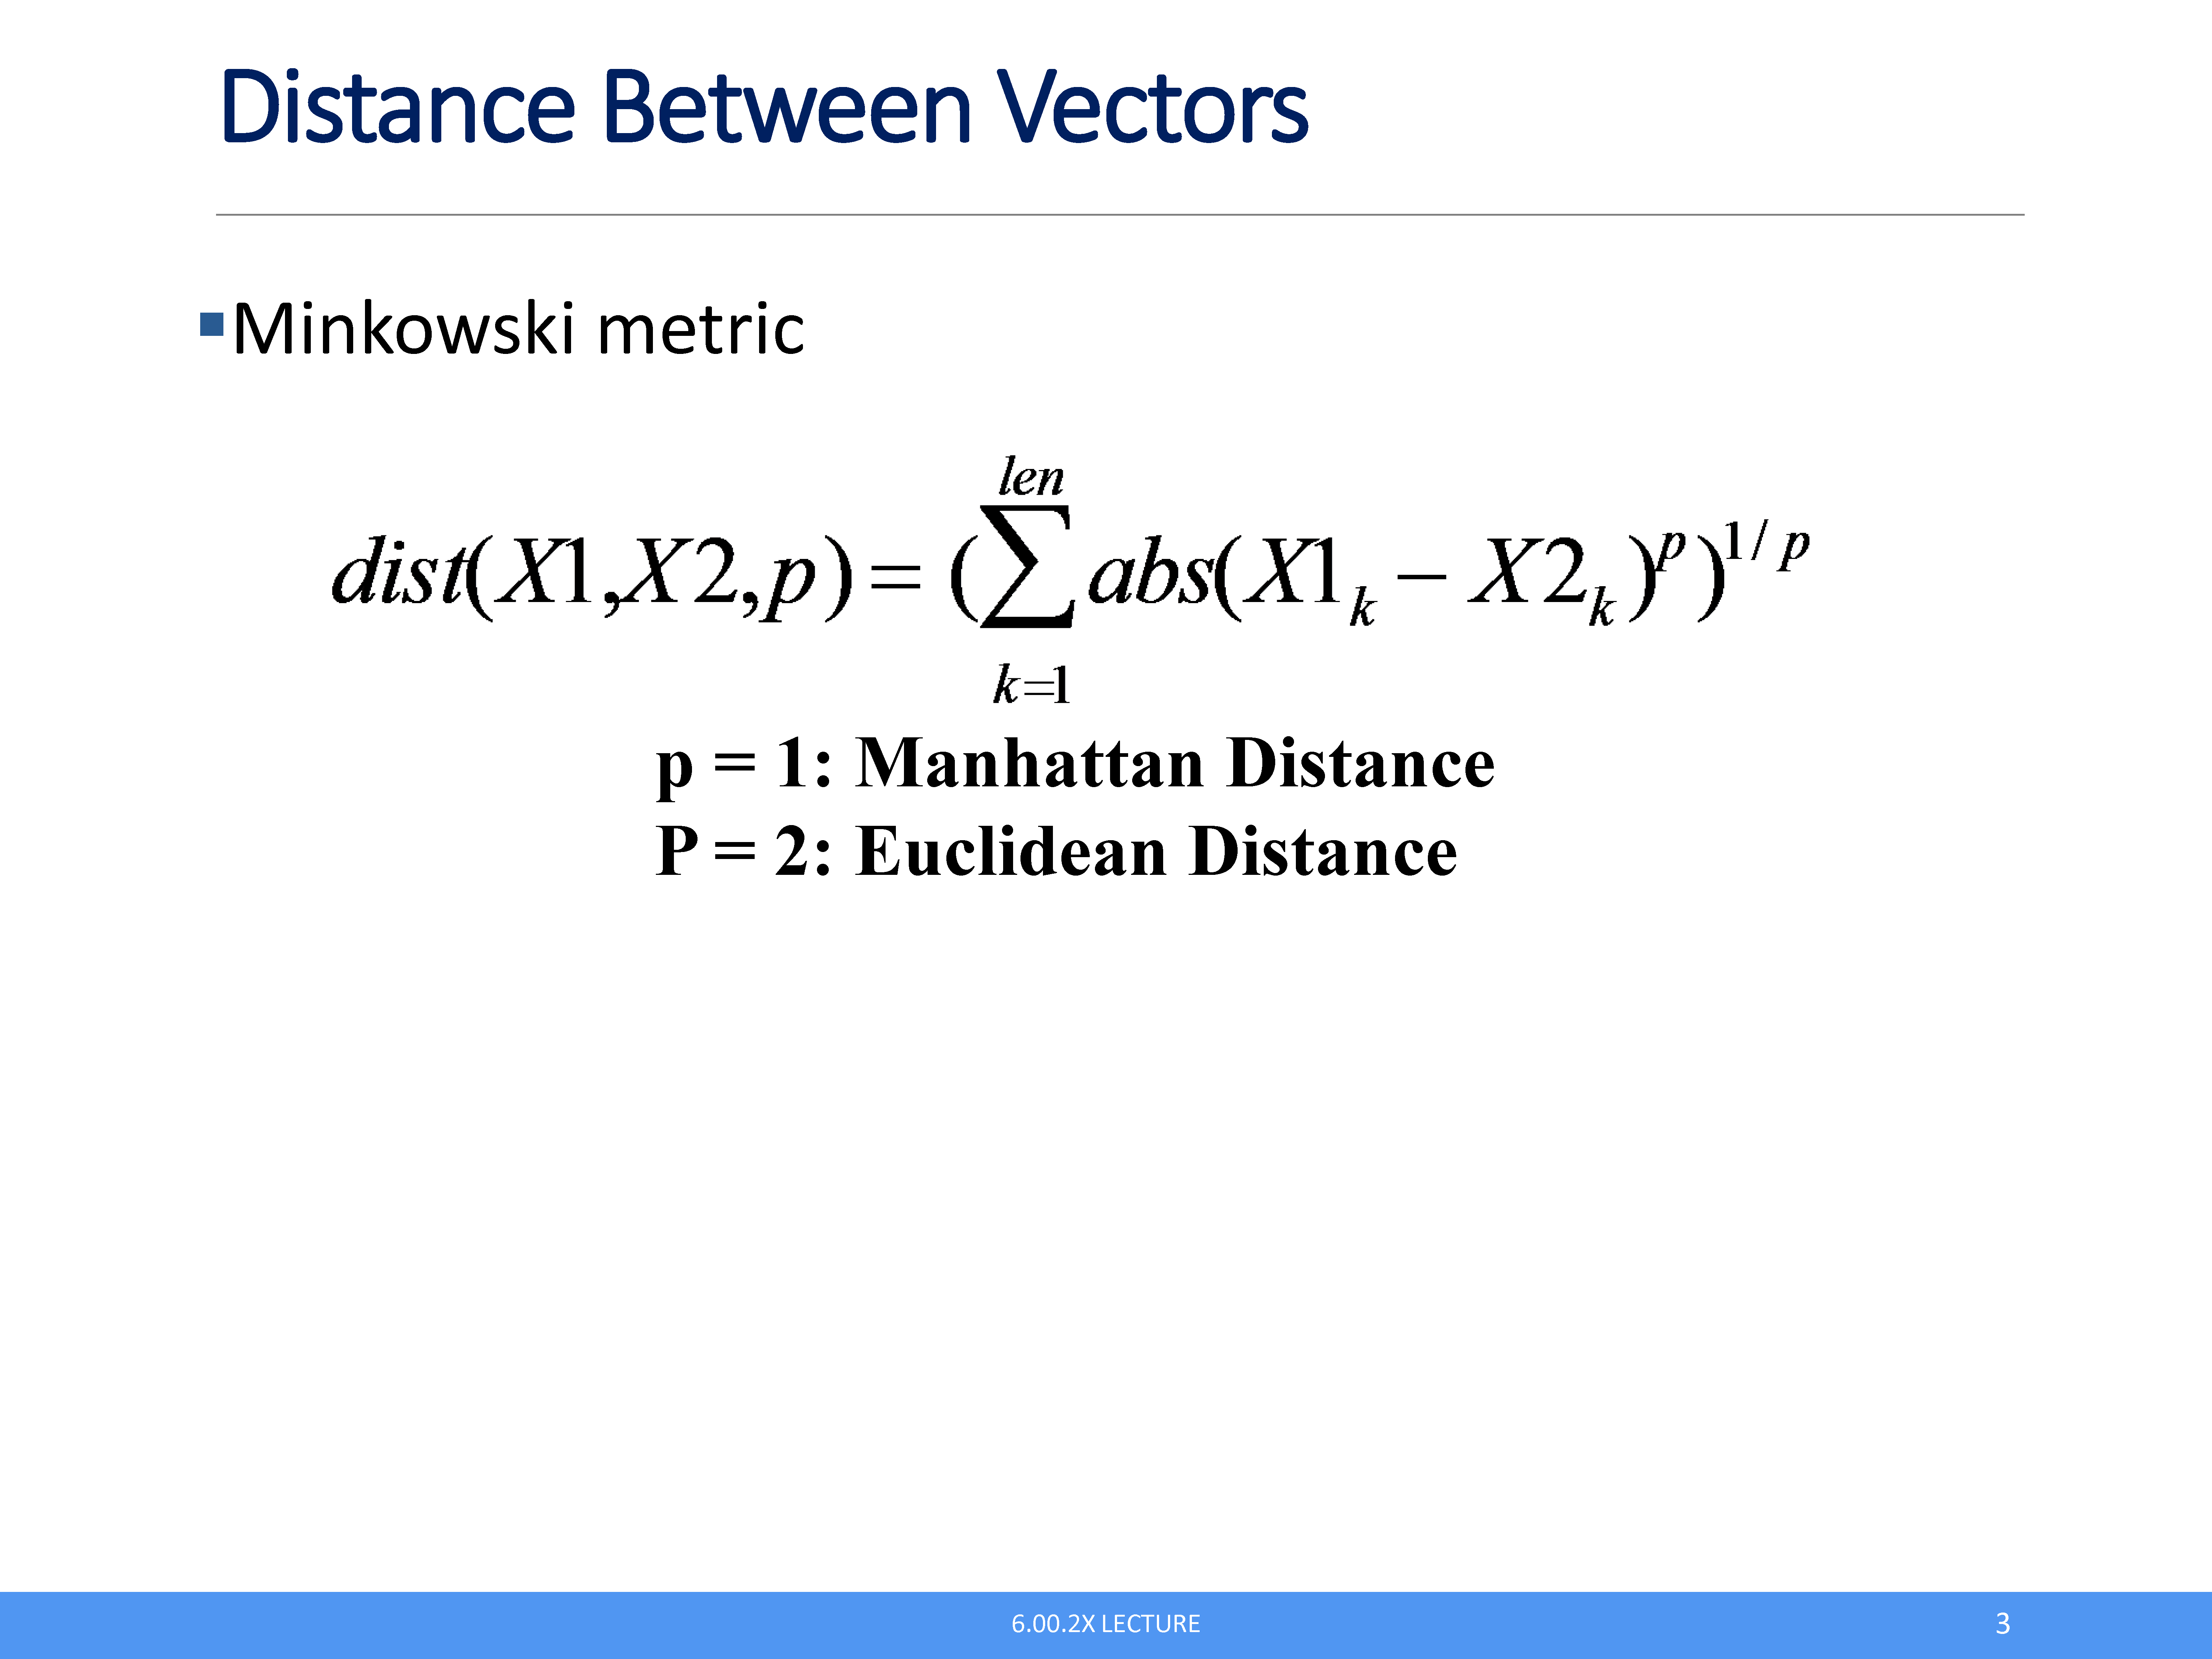 Distance Between Vectors
▪Minkowski metric
dist(X1,X2,p) = (∑_{k=1}^{len} abs(X1_k − X2_k)^p)^{1/p}
p = 1: Manhattan Distance
P = 2: Euclidean Distance
6.00.2X LECTURE
3